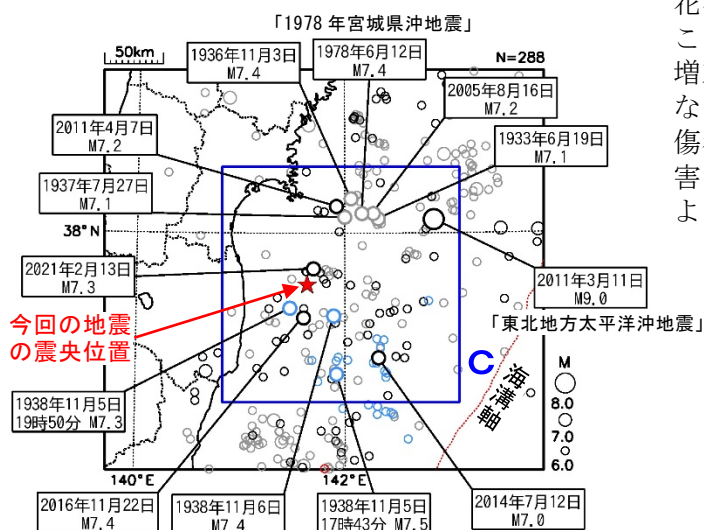 「1978年宮城県沖地震」
50km
N=288
1936年11月3日
M7.4
1978年6月12日
M7.4
2005年8月16日
M7.2
2011年4月7日
M7.2
1933年6月19日
M7.1
1937年7月27日
M7.1
38°N
2021年2月13日
M7.3
2011年3月11日
M9.0
「東北地方太平洋沖地震」
今回の地震
の震央位置
C
海溝軸
M
8.0
7.0
6.0
1938年11月5日
19時50分 M7.3
140°E
142°E
2016年11月22日
M7.4
1938年11月6日
M7.4
1938年11月5日
17時43分 M7.5
2014年7月12日
M7.0
花
こ
増
な
傷
害
よ